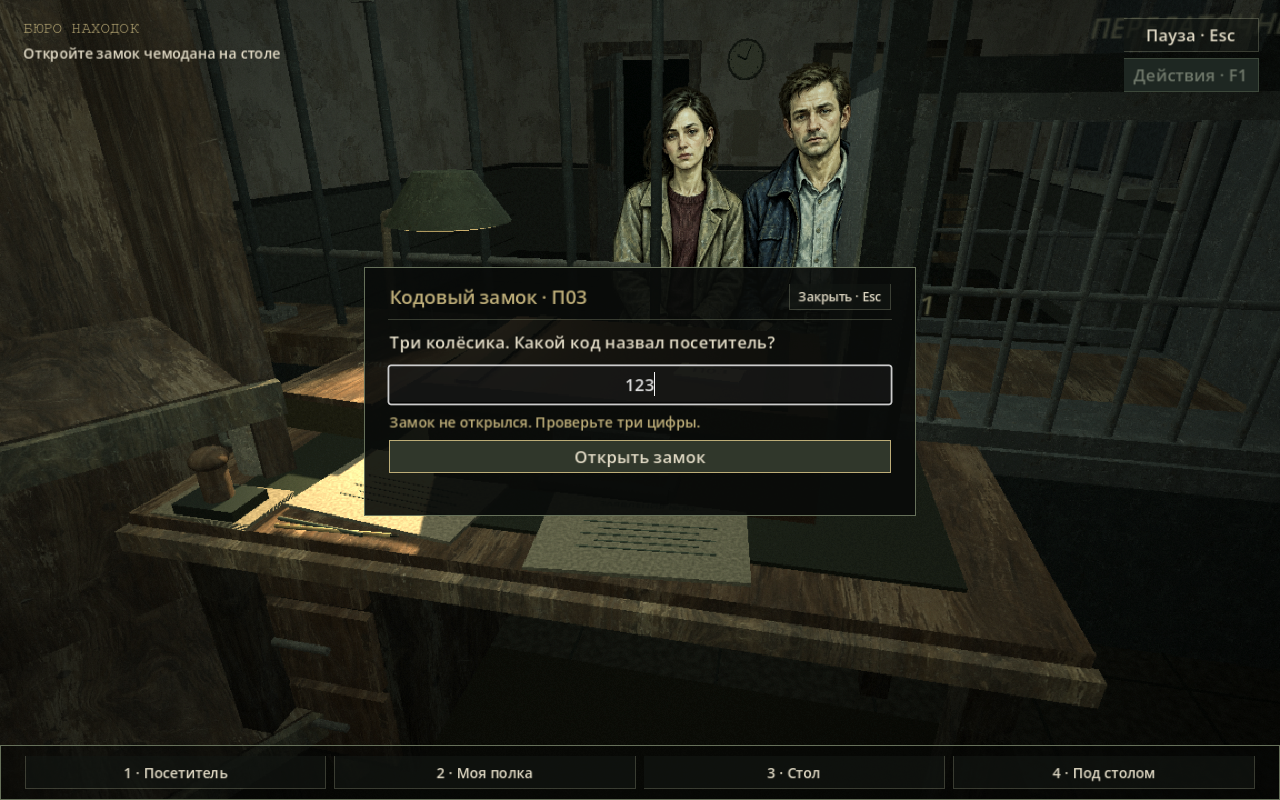 БЮРО НАХОДОК
Откройте замок чемодана на столе
Пауза · Esc
Действия · F1
Кодовый замок · П03
Закрыть · Esc
Три колёсика. Какой код назвал посетитель?
123
Замок не открылся. Проверьте три цифры.
Открыть замок
1 · Посетитель
2 · Моя полка
3 · Стол
4 · Под столом